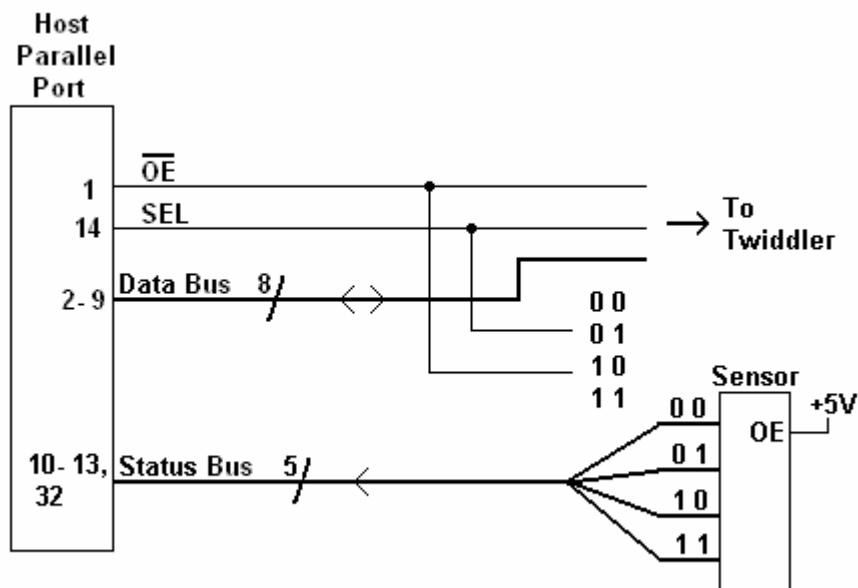 Host
Parallel
Port
1
OE
14
SEL
To
Twiddler
2-9
Data Bus 8
0 0
0 1
1 0
1 1
Sensor
+5V
OE
0 0
0 1
1 0
1 1
10-13,
32
Status Bus 5